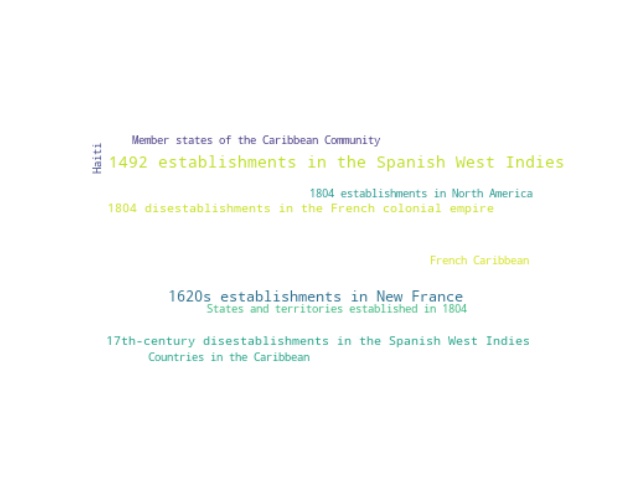 Member states of the Caribbean Community
Haiti
1492 establishments in the Spanish West Indies
1804 establishments in North America
1804 disestablishments in the French colonial empire
French Caribbean
1620s establishments in New France
States and territories established in 1804
17th-century disestablishments in the Spanish West Indies
Countries in the Caribbean